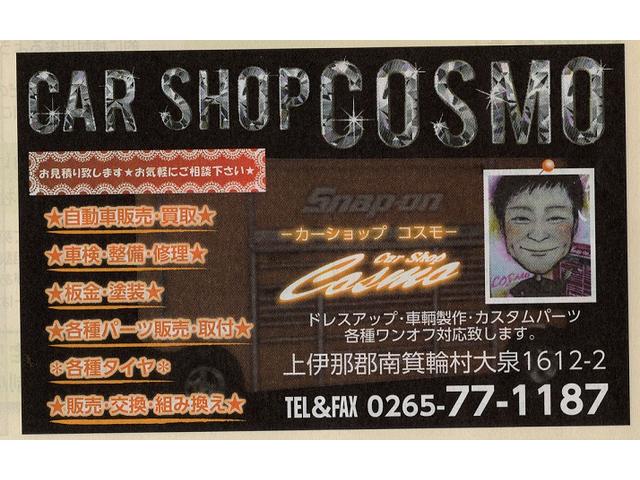 CAR SHOP COSMO
お見積り致します★お気軽にご相談下さい★
★自動車販売・買取★
★車検・整備・修理★
★板金・塗装★
★各種パーツ販売・取付★
※各種タイヤ※
★販売・交換・組み換え★
Snap-on
−カーショップ コスモ−
Car Shop
Cosmo
COSMO
ドレスアップ・車輌製作・カスタムパーツ
各種ワンオフ対応致します。
上伊那郡南箕輪村大泉1612-2
TEL&FAX 0265-77-1187